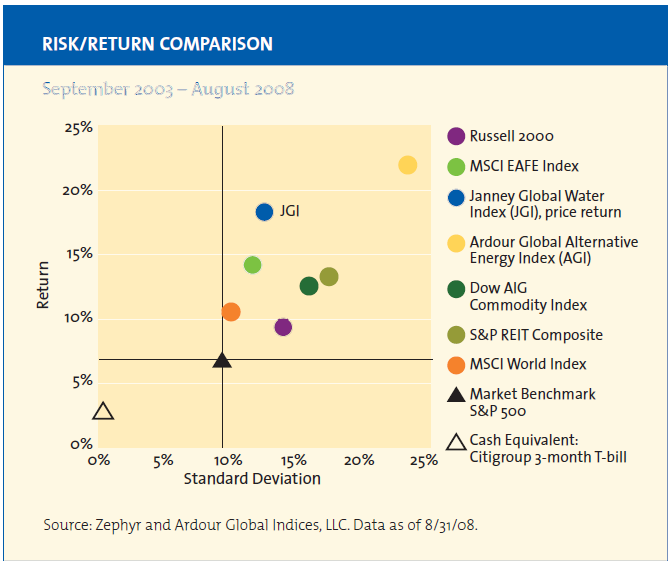 RISK/RETURN COMPARISON
September 2003 – August 2008
25%
20%
15%
10%
5%
0%
Return
JGI
0%
5%
10%
15%
20%
25%
Standard Deviation
Russell 2000
MSCI EAFE Index
Janney Global Water
Index (JGI), price return
Ardour Global Alternative
Energy Index (AGI)
Dow AIG
Commodity Index
S&P REIT Composite
MSCI World Index
Market Benchmark
S&P 500
Cash Equivalent:
Citigroup 3-month T-bill
Source: Zephyr and Ardour Global Indices, LLC. Data as of 8/31/08.